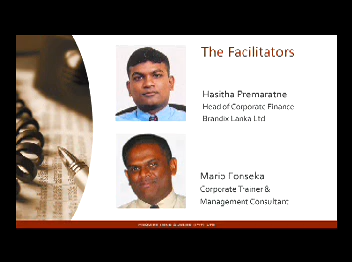 The Facilitators
Hasitha Premaratne
Head of Corporate Finance
Brandix Lanka Ltd
Mario Fonseka
Corporate Trainer &
Management Consultant